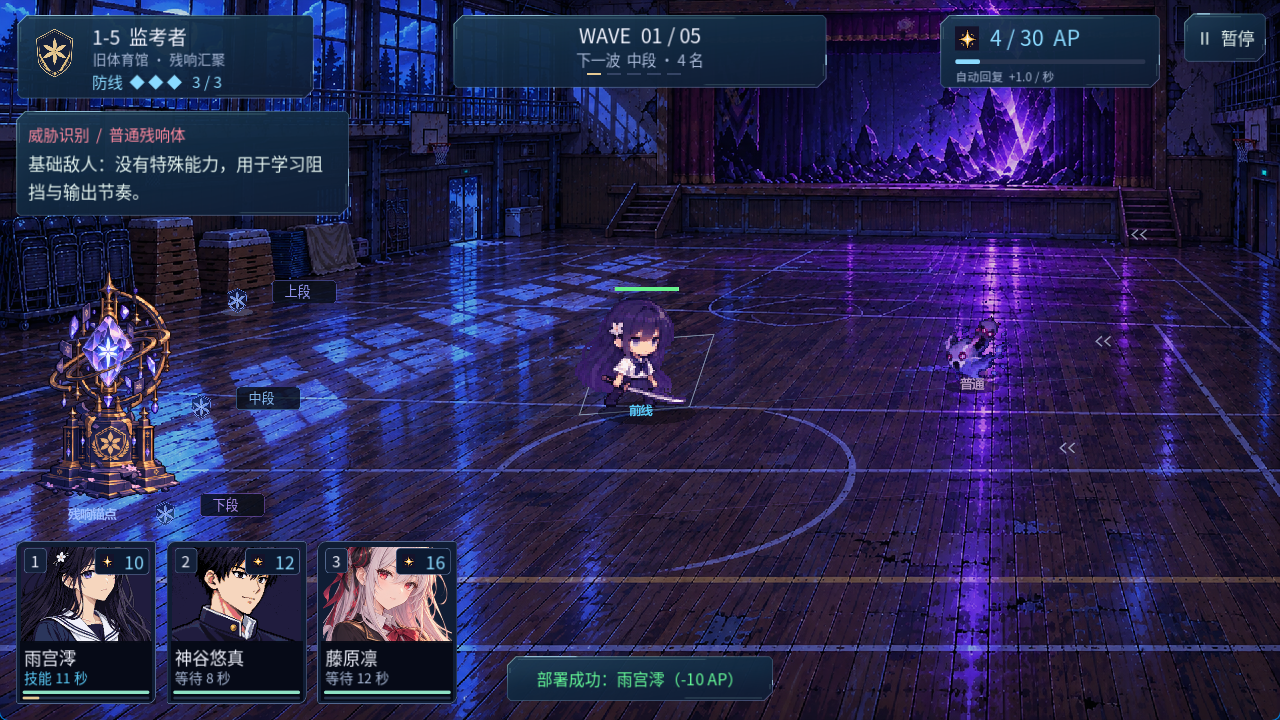 1-5 监考者
旧体育馆 · 残响汇聚
防线 ◆◆◆ 3 / 3
WAVE 01 / 05
下一波 中段 · 4 名
4 / 30 AP
自动回复 +1.0 / 秒
II 暂停
威胁识别 / 普通残响体
基础敌人：没有特殊能力，用于学习阻
挡与输出节奏。
上段
中段
下段
残响锚点
前线
普通
<<
<<
<<
1
10
雨宫澪
技能 11 秒
2
12
神谷悠真
等待 8 秒
3
16
藤原凛
等待 12 秒
部署成功：雨宫澪（-10 AP）